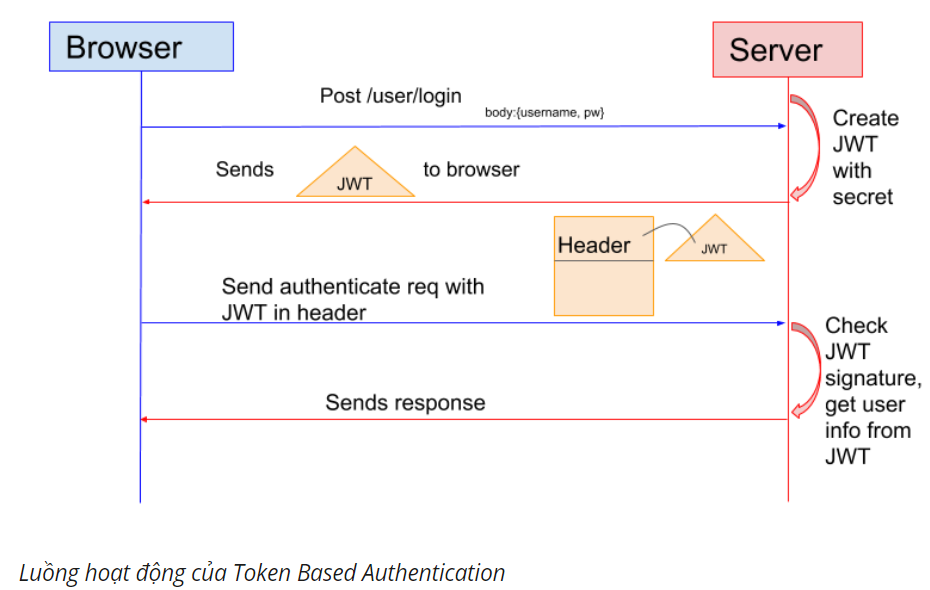 Browser
Server
Post /user/login
body:{username, pw}
Create
JWT
with
secret
Sends
JWT
to browser
Header
JWT
Send authenticate req with
JWT in header
Check
JWT
signature,
get user
info from
JWT
Sends response
Luồng hoạt động của Token Based Authentication